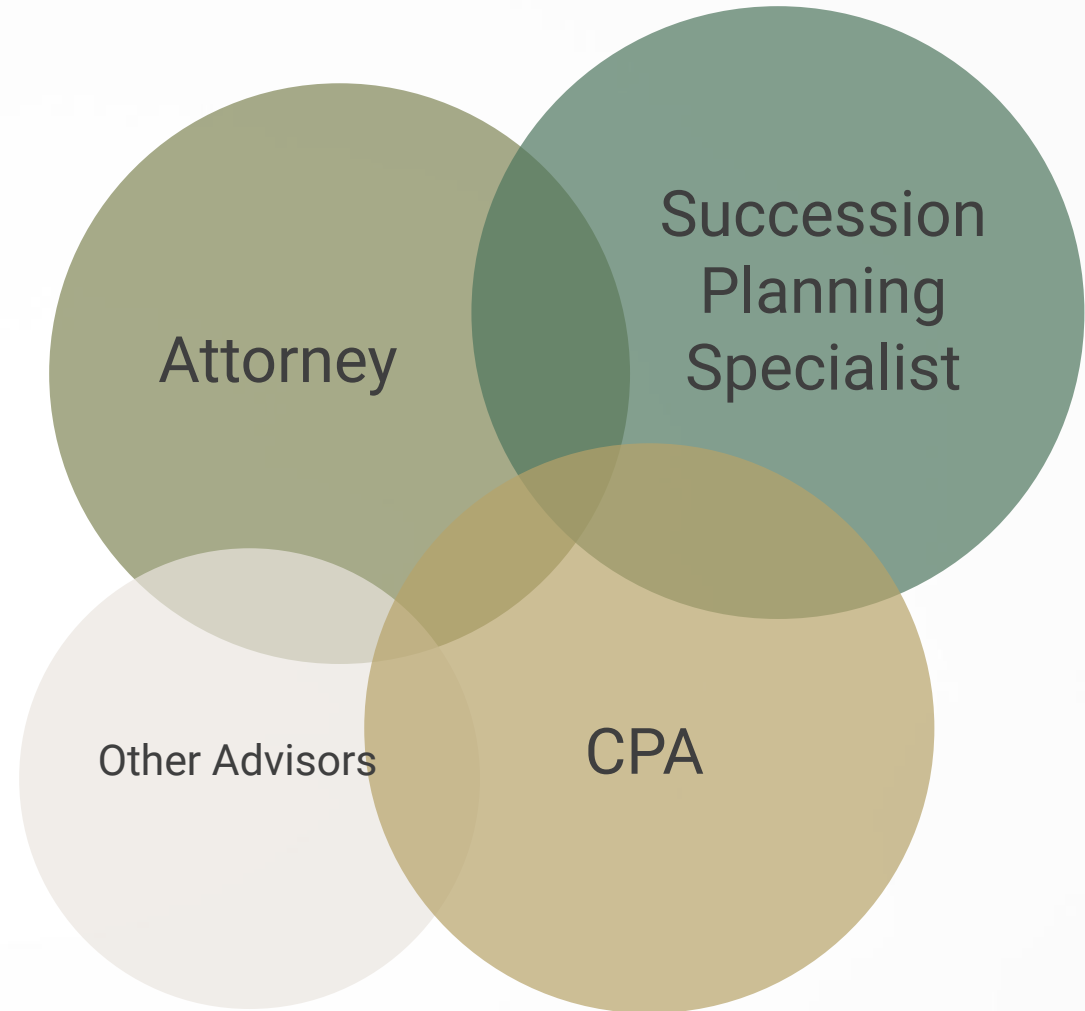 Succession
Planning
Specialist
Attorney
Other Advisors
CPA